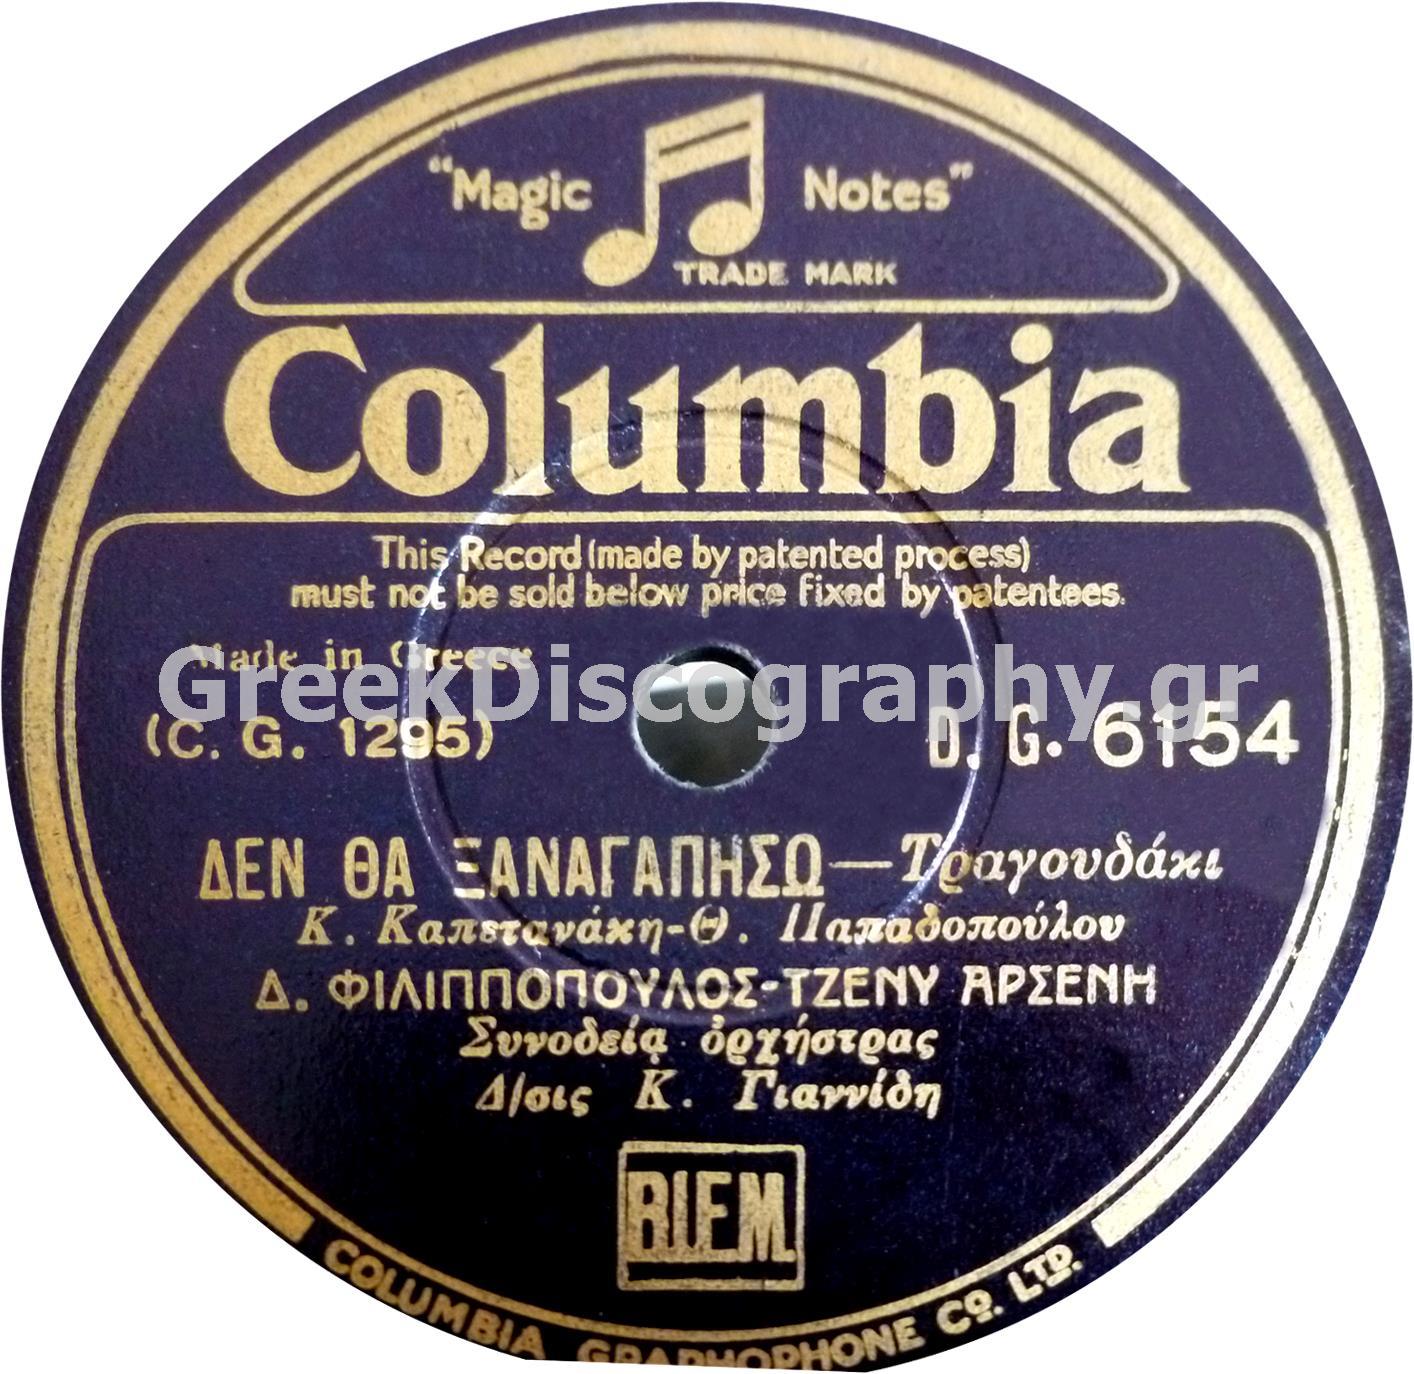 "Magic Notes"
TRADE MARK
Columbia
This Record (made by patented process)
must not be sold below price fixed by patentees.
Made in Greece
GreekDiscography.gr
(C. G. 1295)
D. G. 6154
ΔΕΝ ΘΑ ΞΑΝΑΓΑΠΗΣΩ—Τραγουδάκι
Κ. Καπετανάκη-Θ. Παπαδοπούλου
Δ. ΦΙΛΙΠΠΟΠΟΥΛΟΣ-ΤΖΕΝΥ ΑΡΣΕΝΗ
Συνοδείᾳ ὀρχήστρας
Δ/σις Κ. Γιαννίδη
BIEM
COLUMBIA GRAPHOPHONE CO. LTD.